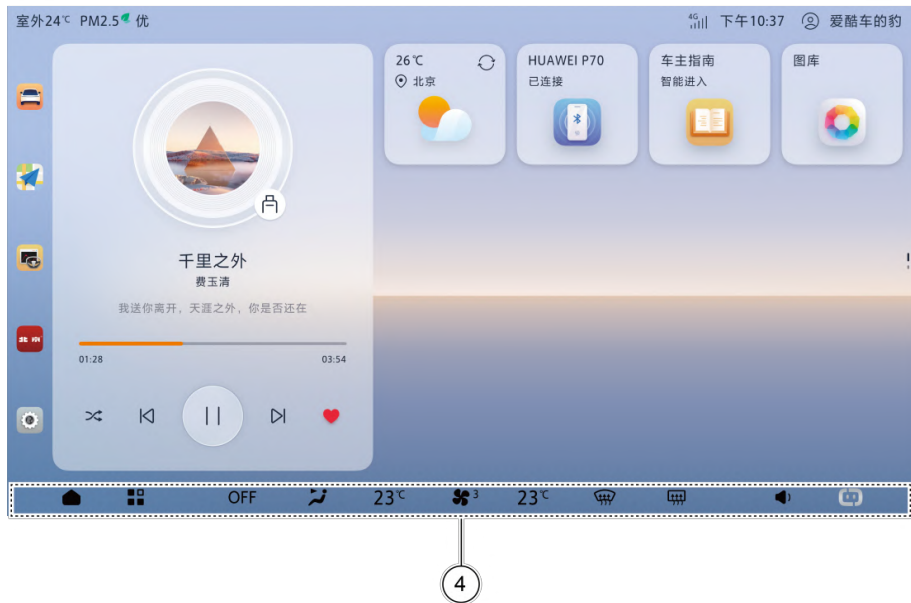 室外24℃ PM2.5 优
4G 下午10:37 爱酷车的豹
千里之外
费玉清
我送你离开，天涯之外，你是否还在
01:28 03:54
26℃
北京
HUAWEI P70
已连接
车主指南
智能进入
图库
北京
OFF 23℃ 3 23℃
4